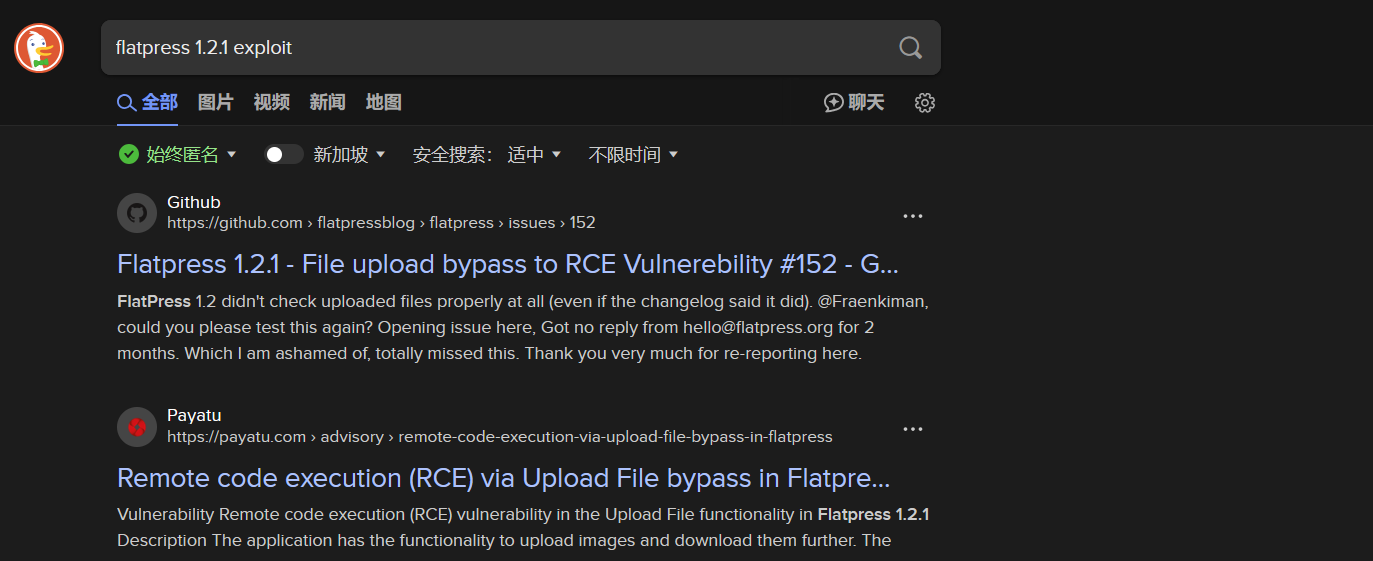 flatpress 1.2.1 exploit
全部 图片 视频 新闻 地图 聊天
始终匿名 新加坡 安全搜索: 适中 不限时间
Github
https://github.com › flatpressblog › flatpress › issues › 152
Flatpress 1.2.1 - File upload bypass to RCE Vulnerebility #152 - G...
FlatPress 1.2 didn't check uploaded files properly at all (even if the changelog said it did). @Fraenkiman,
could you please test this again? Opening issue here, Got no reply from hello@flatpress.org for 2
months. Which I am ashamed of, totally missed this. Thank you very much for re-reporting here.
Payatu
https://payatu.com › advisory › remote-code-execution-via-upload-file-bypass-in-flatpress
Remote code execution (RCE) via Upload File bypass in Flatpre...
Vulnerability Remote code execution (RCE) vulnerability in the Upload File functionality in Flatpress 1.2.1
Description The application has the functionality to upload images and download them further. The